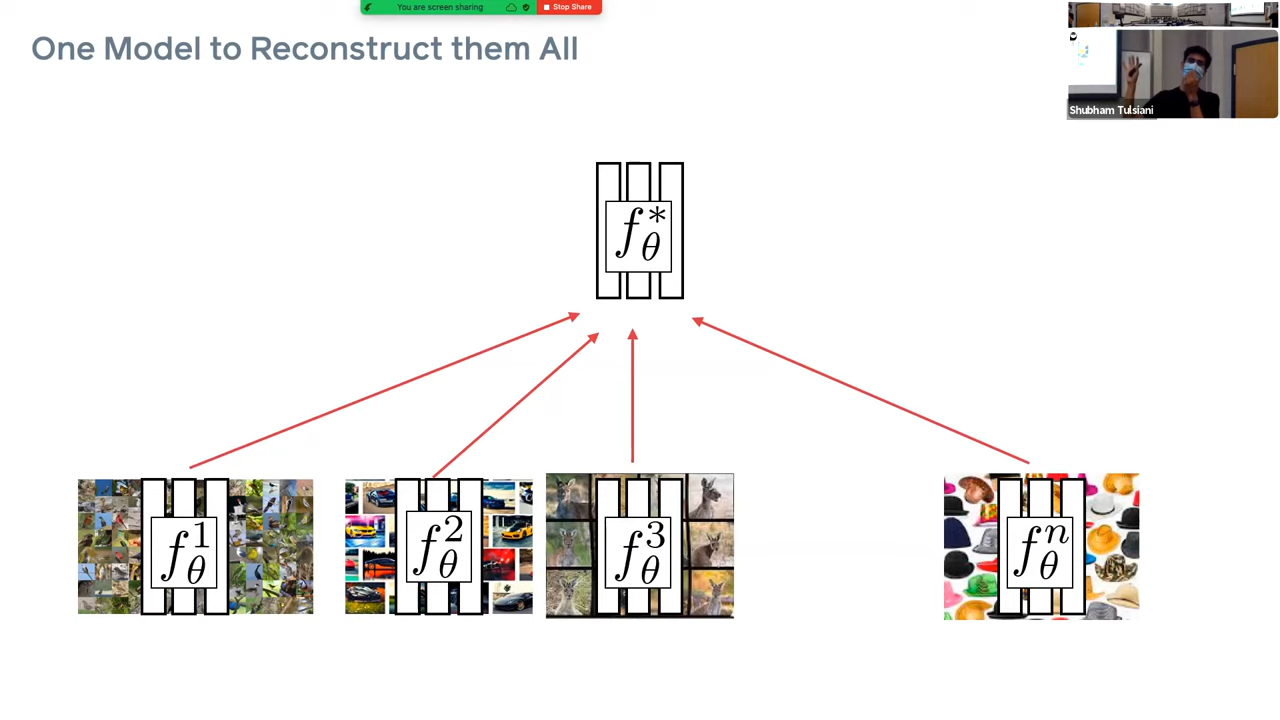 You are screen sharing
Stop Share
One Model to Reconstruct them All
Shubham Tulsiani
f*θ
f1θ
f2θ
f3θ
fnθ